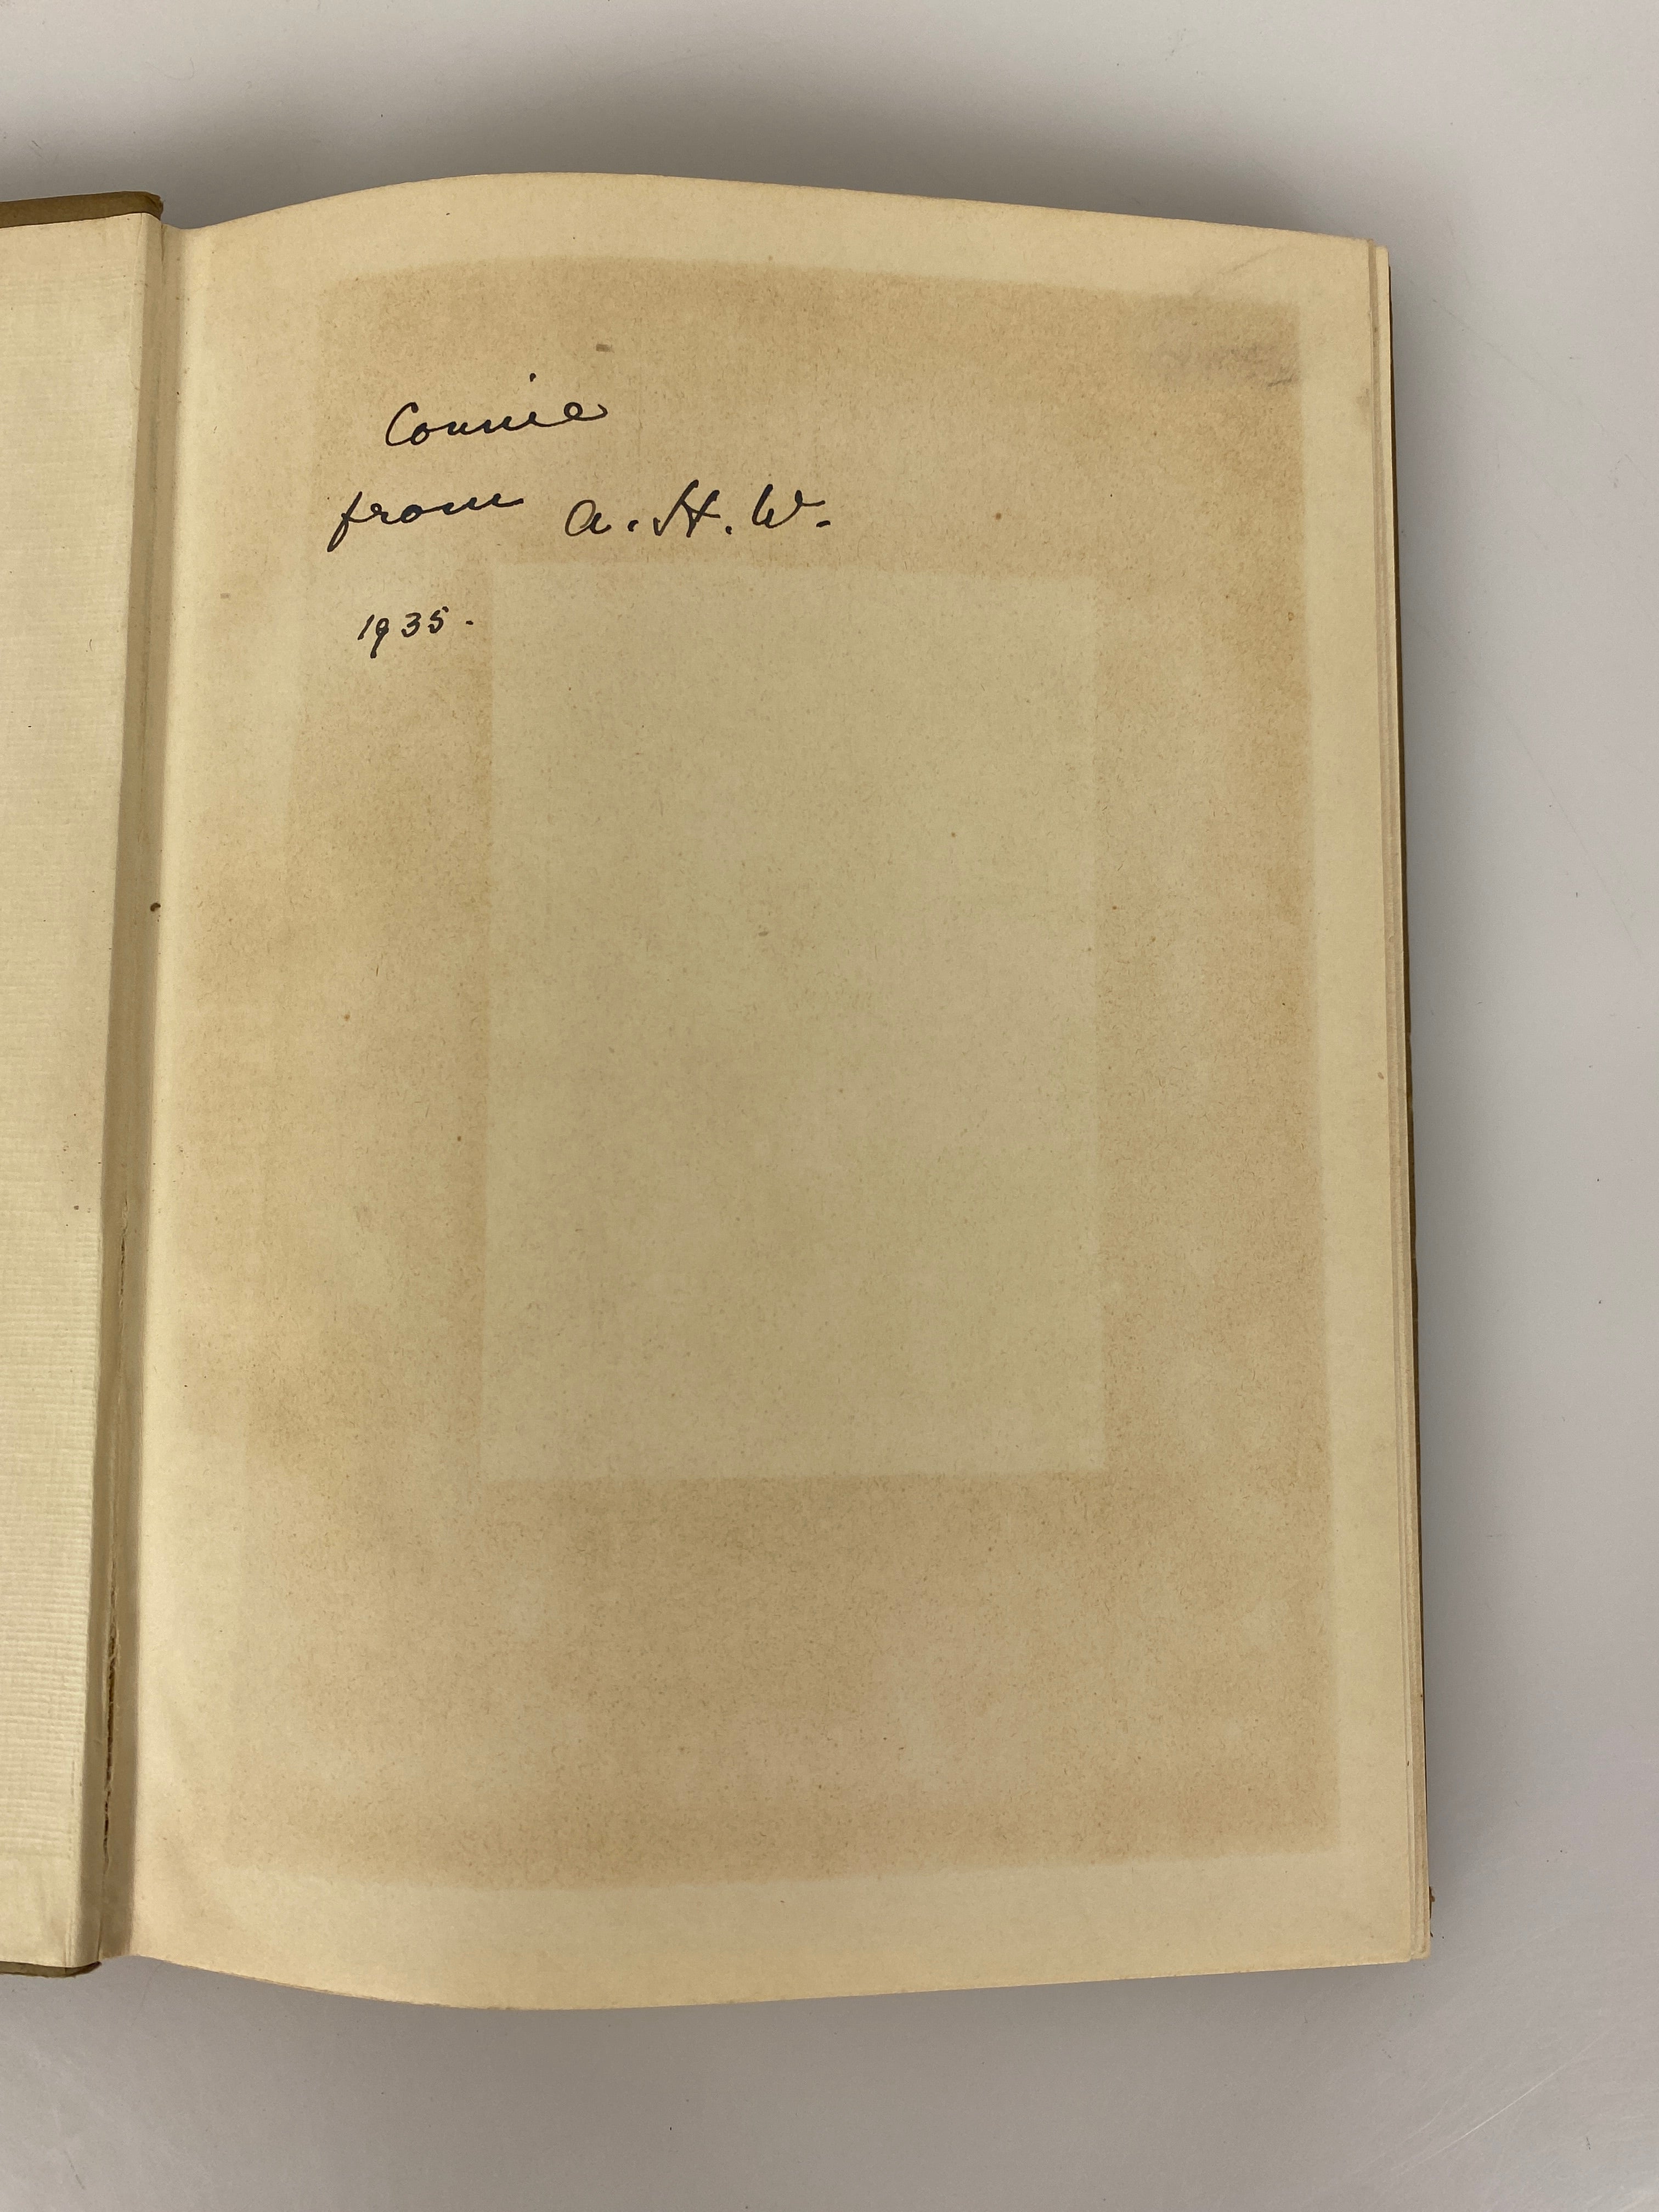 Connie
from A. H. W.
1935.